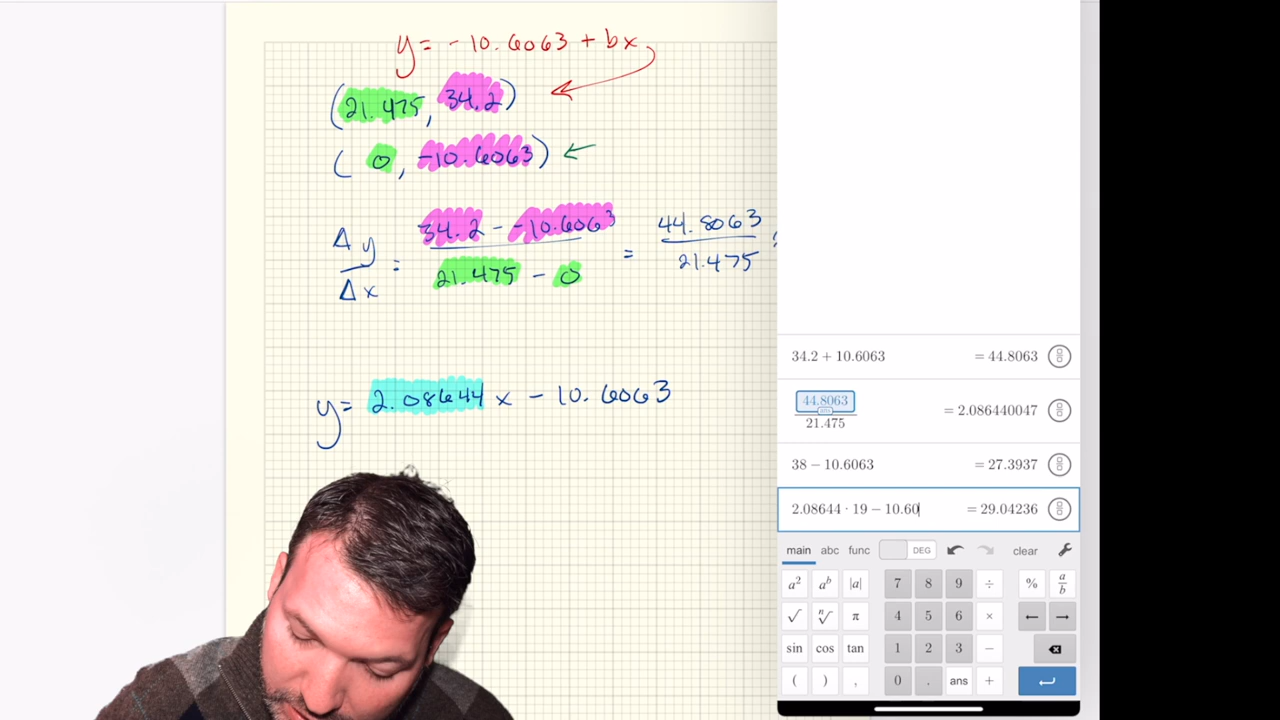 y = -10.6063 + bx
(21.475, 34.2)
(0, -10.6063)
Δy/Δx = (34.2 - -10.6063)/(21.475 - 0) = 44.8063/21.475
y = 2.08644x - 10.6063
34.2 + 10.6063 = 44.8063
44.8063/21.475 = 2.086440047
38 − 10.6063 = 27.3937
2.08644 · 19 − 10.60 = 29.04236
main abc func DEG clear
a² aᵇ |a| 7 8 9 ÷ % a/b
√ ⁿ√ π 4 5 6 × ← →
sin cos tan 1 2 3 −
( ) , 0 . ans +